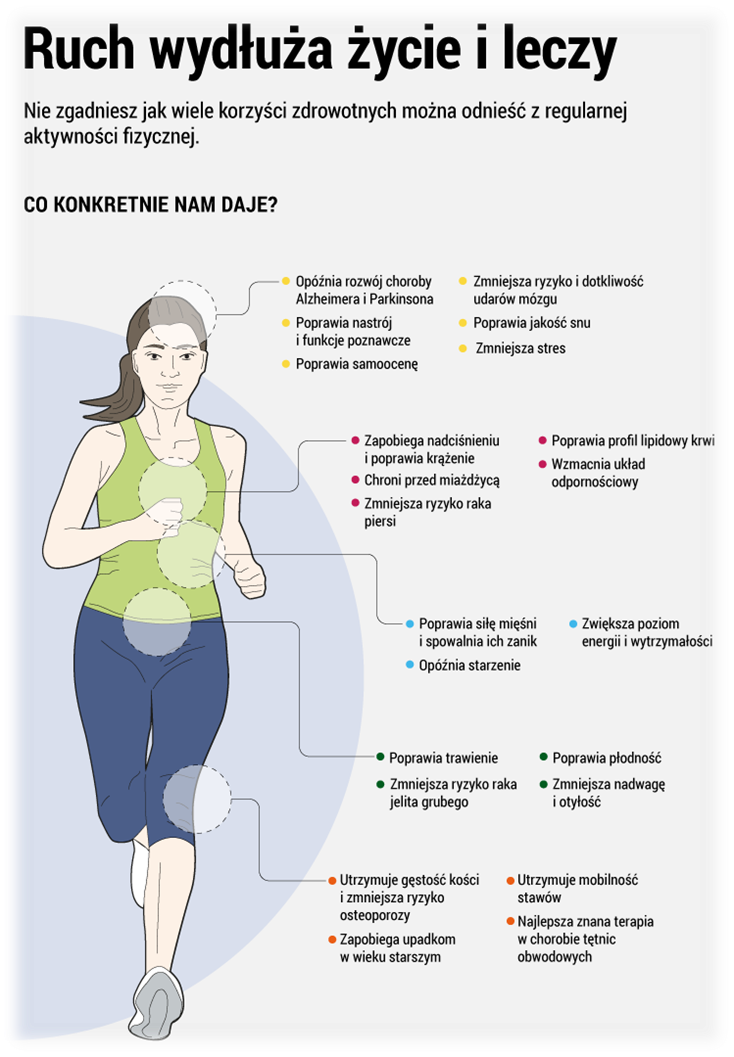 Ruch wydłuża życie i leczy
Nie zgadniesz jak wiele korzyści zdrowotnych można odnieść z regularnej
aktywności fizycznej.
CO KONKRETNIE NAM DAJE?
Opóźnia rozwój choroby
Alzheimera i Parkinsona
Poprawia nastrój
i funkcje poznawcze
Poprawia samoocenę
Zmniejsza ryzyko i dotkliwość
udarów mózgu
Poprawia jakość snu
Zmniejsza stres
Zapobiega nadciśnieniu
i poprawia krążenie
Chroni przed miażdżycą
Zmniejsza ryzyko raka
piersi
Poprawia profil lipidowy krwi
Wzmacnia układ
odpornościowy
Poprawia siłę mięśni
i spowalnia ich zanik
Opóźnia starzenie
Zwiększa poziom
energii i wytrzymałości
Poprawia trawienie
Zmniejsza ryzyko raka
jelita grubego
Poprawia płodność
Zmniejsza nadwagę
i otyłość
Utrzymuje gęstość kości
i zmniejsza ryzyko
osteoporozy
Zapobiega upadkom
w wieku starszym
Utrzymuje mobilność
stawów
Najlepsza znana terapia
w chorobie tętnic
obwodowych